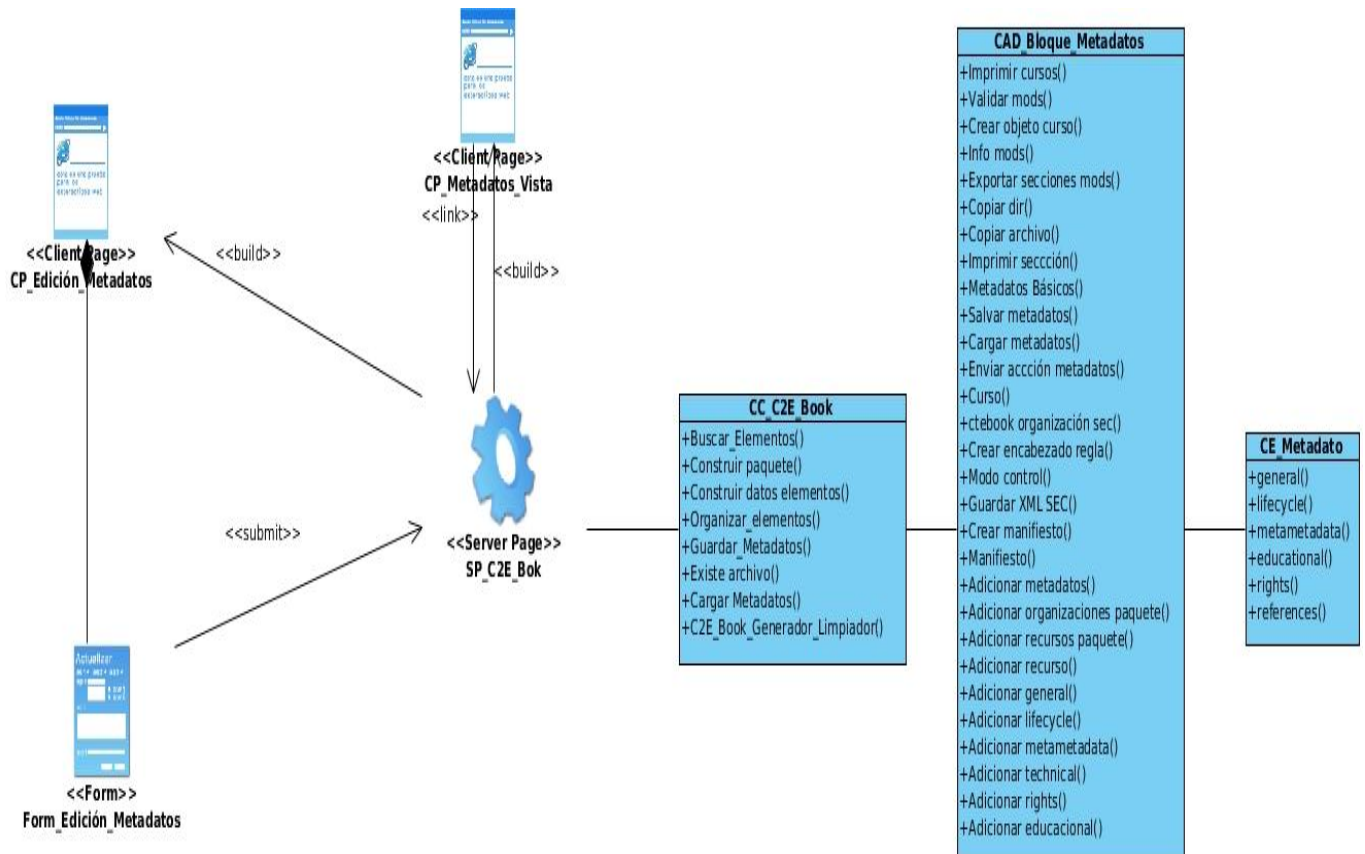 <<Client Page>>
CP_Metadatos_Vista
<<link>>
<<build>>
<<Client Page>>
CP_Edición_Metadatos
<<build>>
<<submit>>
<<Server Page>>
SP_C2E_Bok
Actualizar
<<Form>>
Form_Edición_Metadatos
CC_C2E_Book
+Buscar_Elementos()
+Construir paquete()
+Construir datos elementos()
+Organizar_elementos()
+Guardar_Metadatos()
+Existe archivo()
+Cargar Metadatos()
+C2E_Book_Generador_Limpiador()
CAD_Bloque_Metadatos
+Imprimir cursos()
+Validar mods()
+Crear objeto curso()
+Info mods()
+Exportar secciones mods()
+Copiar dir()
+Copiar archivo()
+Imprimir seccción()
+Metadatos Básicos()
+Salvar metadatos()
+Cargar metadatos()
+Enviar accción metadatos()
+Curso()
+ctebook organización sec()
+Crear encabezado regla()
+Modo control()
+Guardar XML SEC()
+Crear manifiesto()
+Manifiesto()
+Adicionar metadatos()
+Adicionar organizaciones paquete()
+Adicionar recursos paquete()
+Adicionar recurso()
+Adicionar general()
+Adicionar lifecycle()
+Adicionar metametadata()
+Adicionar technical()
+Adicionar rights()
+Adicionar educacional()
CE_Metadato
+general()
+lifecycle()
+metametadata()
+educational()
+rights()
+references()